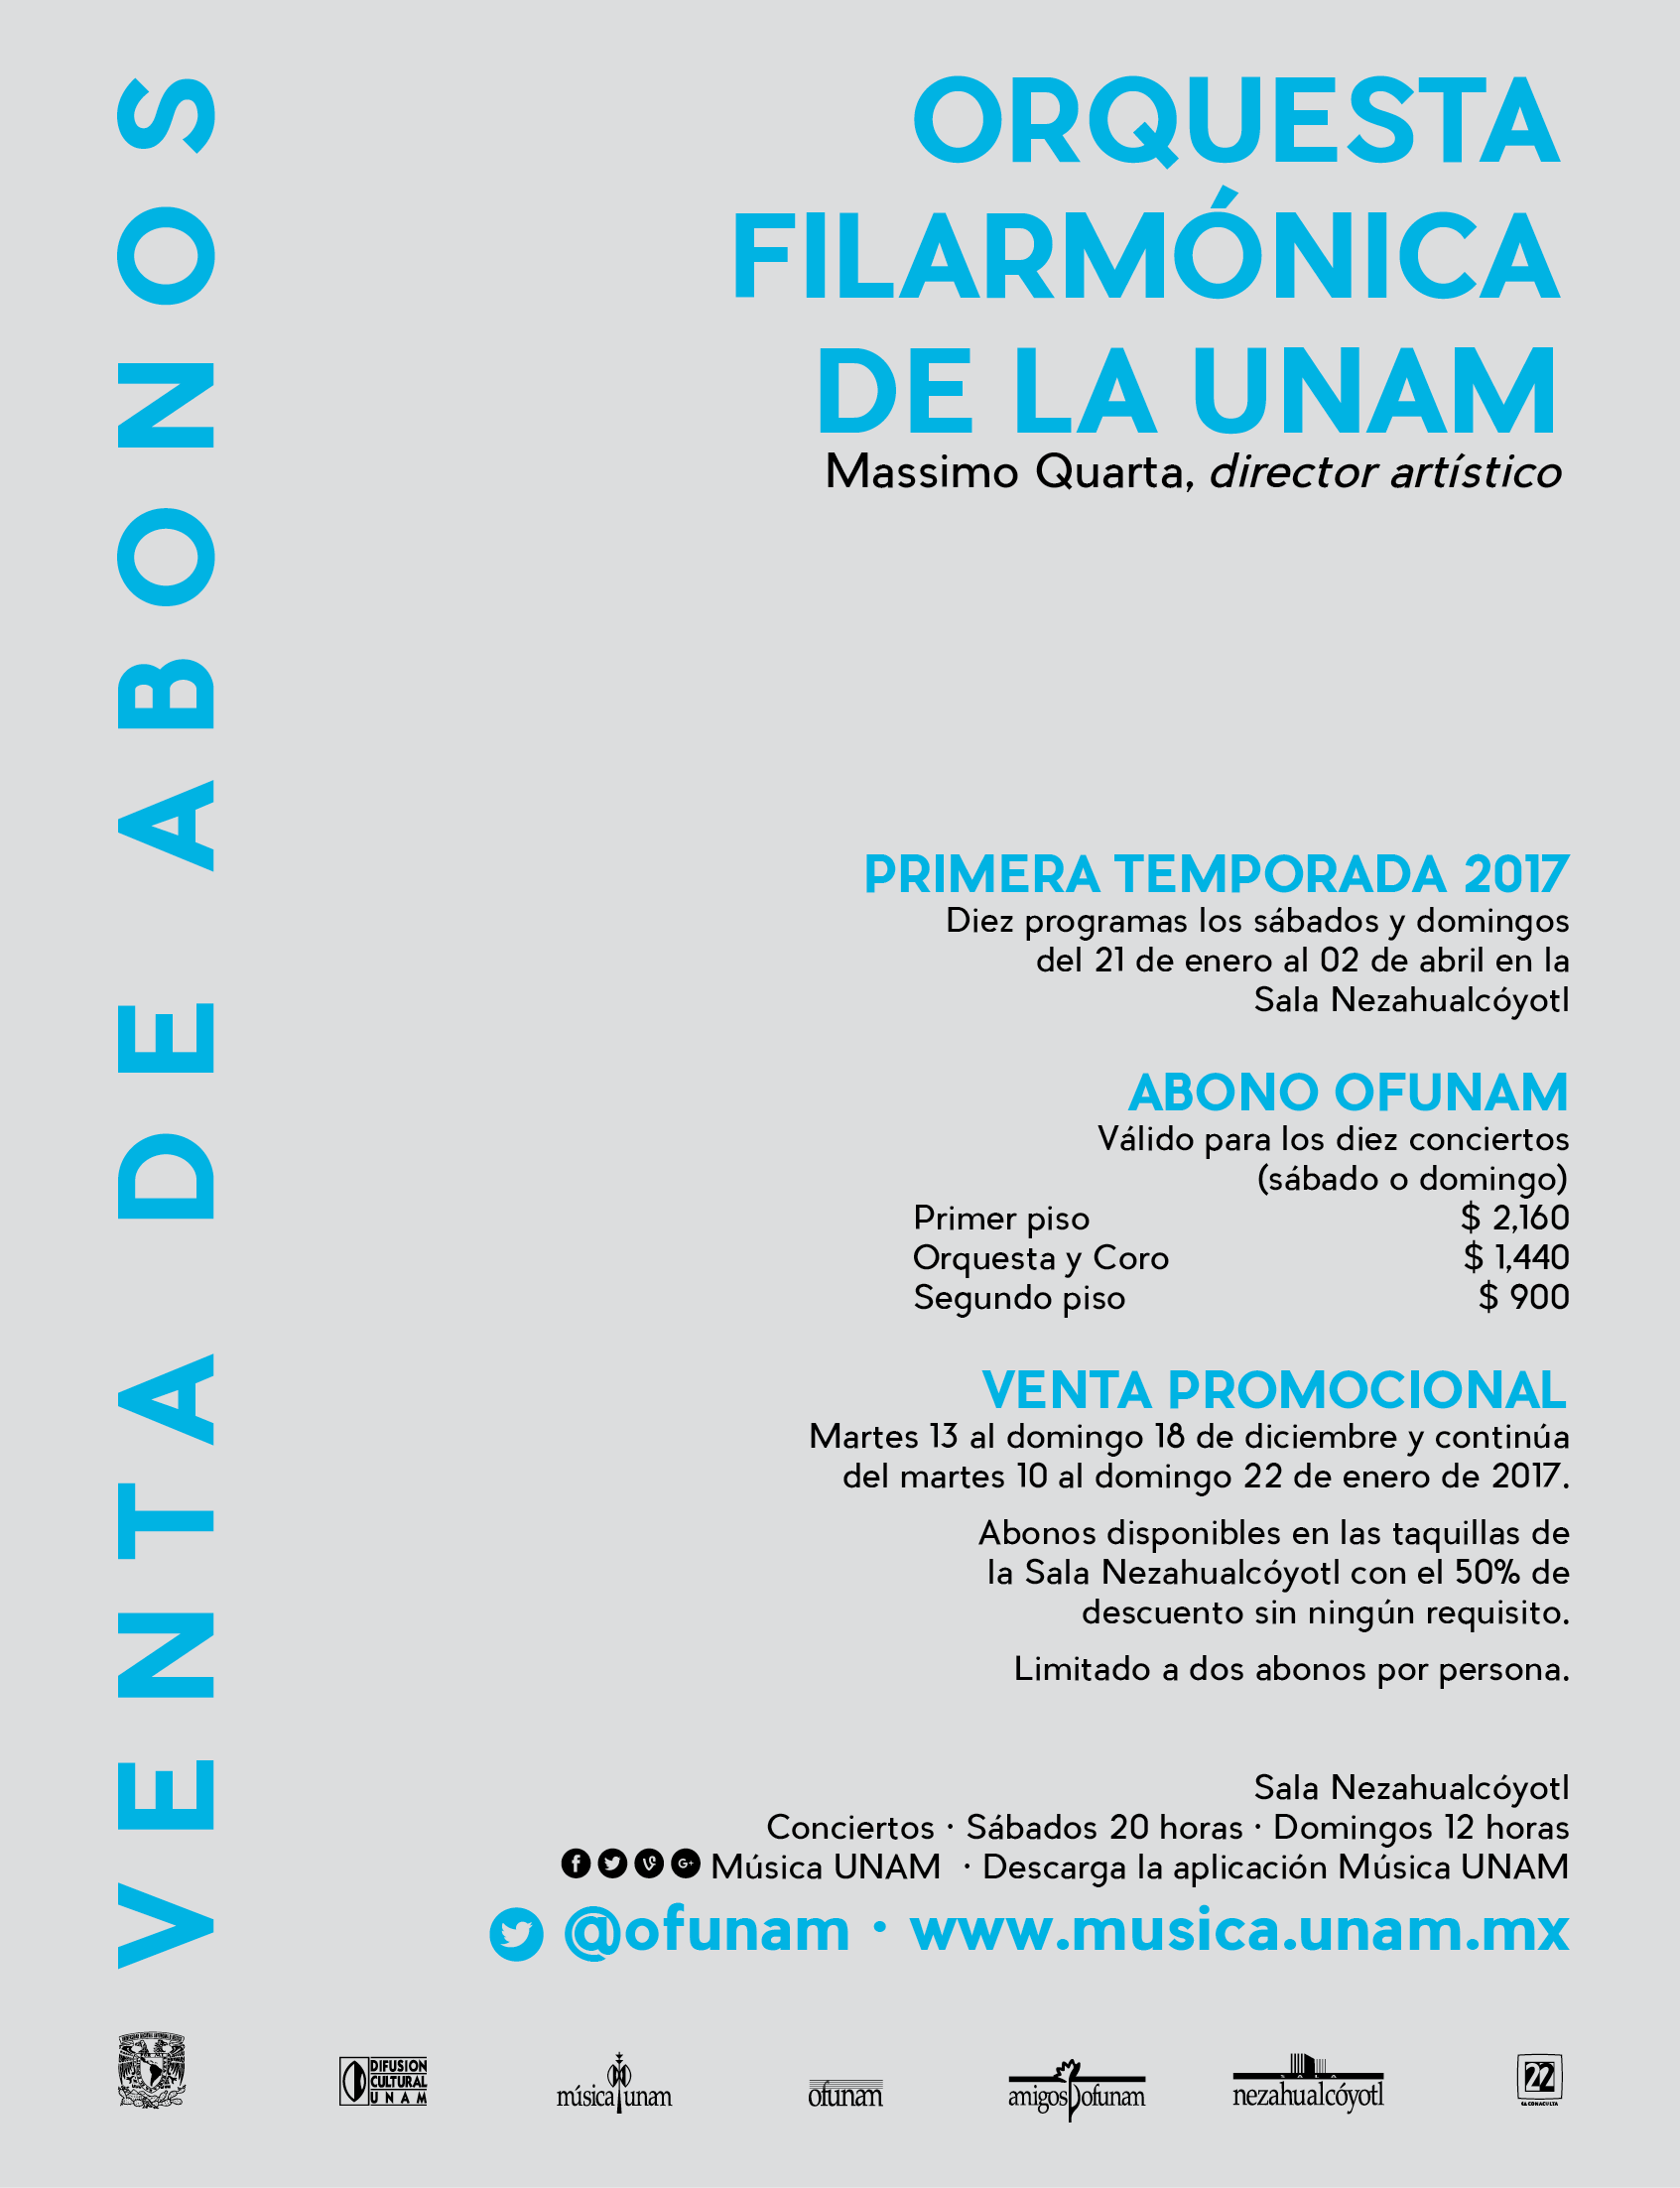 VENTA DE ABONOS
ORQUESTA
FILARMÓNICA
DE LA UNAM
Massimo Quarta, director artístico
PRIMERA TEMPORADA 2017
Diez programas los sábados y domingos
del 21 de enero al 02 de abril en la
Sala Nezahualcóyotl
ABONO OFUNAM
Válido para los diez conciertos
(sábado o domingo)
Primer piso $ 2,160
Orquesta y Coro $ 1,440
Segundo piso $ 900
VENTA PROMOCIONAL
Martes 13 al domingo 18 de diciembre y continúa
del martes 10 al domingo 22 de enero de 2017.
Abonos disponibles en las taquillas de
la Sala Nezahualcóyotl con el 50% de
descuento sin ningún requisito.
Limitado a dos abonos por persona.
Sala Nezahualcóyotl
Conciertos · Sábados 20 horas · Domingos 12 horas
Música UNAM · Descarga la aplicación Música UNAM
@ofunam · www.musica.unam.mx
DIFUSION
CULTURAL
UNAM
música unam
ofunam
amigos ofunam
nezahualcóyotl
22